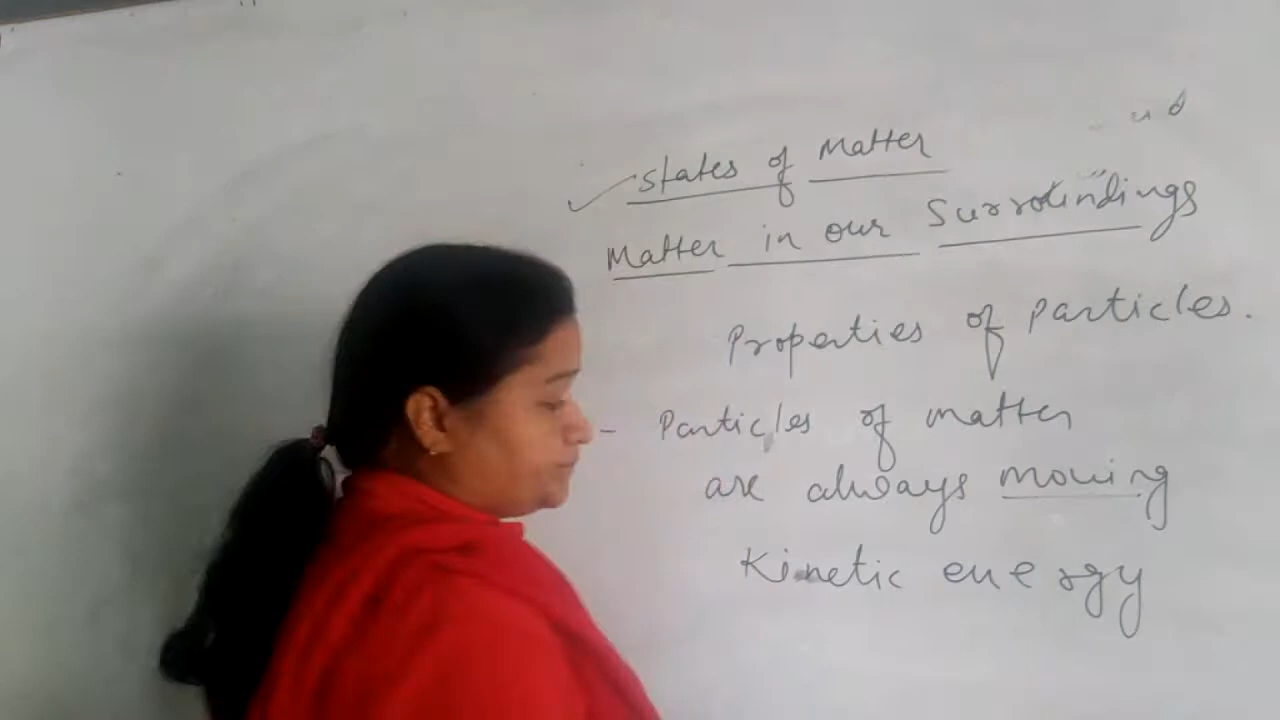 States of Matter
Matter in our Surroundings
Properties of Particles.
- Particles of matter
are always moving
Kinetic energy